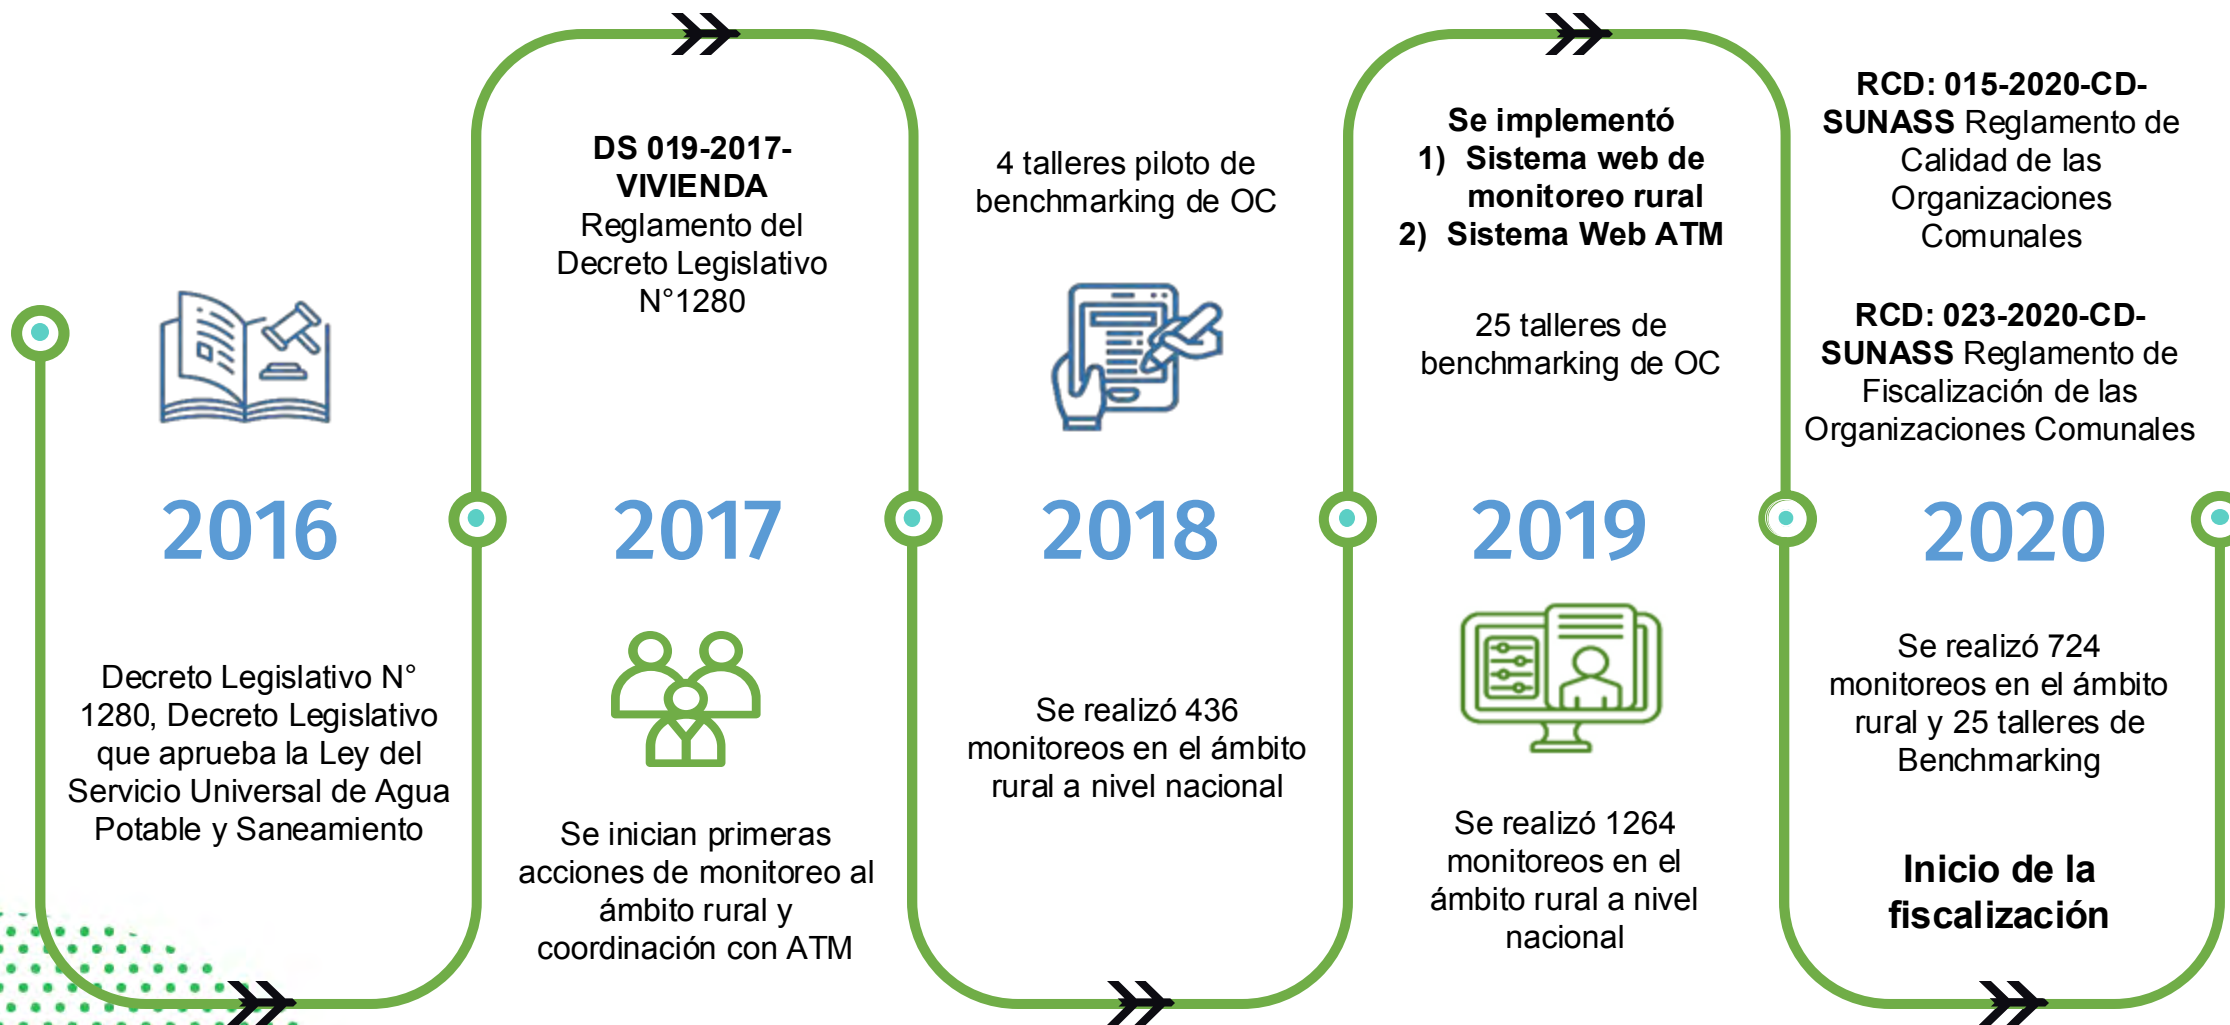 2016
Decreto Legislativo N°
1280, Decreto Legislativo
que aprueba la Ley del
Servicio Universal de Agua
Potable y Saneamiento
DS 019-2017-
VIVIENDA
Reglamento del
Decreto Legislativo
N°1280
2017
Se inician primeras
acciones de monitoreo al
ámbito rural y
coordinación con ATM
4 talleres piloto de
benchmarking de OC
2018
Se realizó 436
monitoreos en el ámbito
rural a nivel nacional
Se implementó
1) Sistema web de
monitoreo rural
2) Sistema Web ATM
25 talleres de
benchmarking de OC
2019
Se realizó 1264
monitoreos en el
ámbito rural a nivel
nacional
RCD: 015-2020-CD-
SUNASS Reglamento de
Calidad de las
Organizaciones
Comunales
RCD: 023-2020-CD-
SUNASS Reglamento de
Fiscalización de las
Organizaciones Comunales
2020
Se realizó 724
monitoreos en el ámbito
rural y 25 talleres de
Benchmarking
Inicio de la
fiscalización